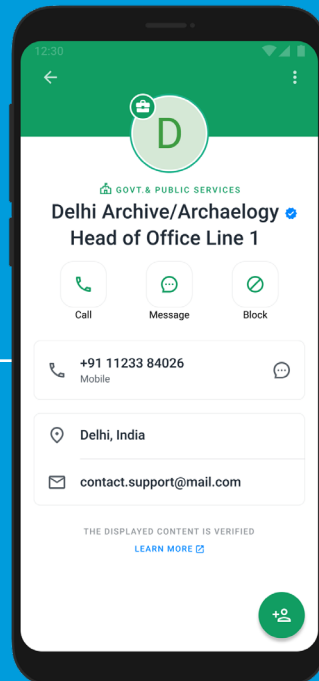 12:30
D
GOVT.& PUBLIC SERVICES
Delhi Archive/Archaelogy
Head of Office Line 1
Call Message Block
+91 11233 84026
Mobile
Delhi, India
contact.support@mail.com
THE DISPLAYED CONTENT IS VERIFIED
LEARN MORE